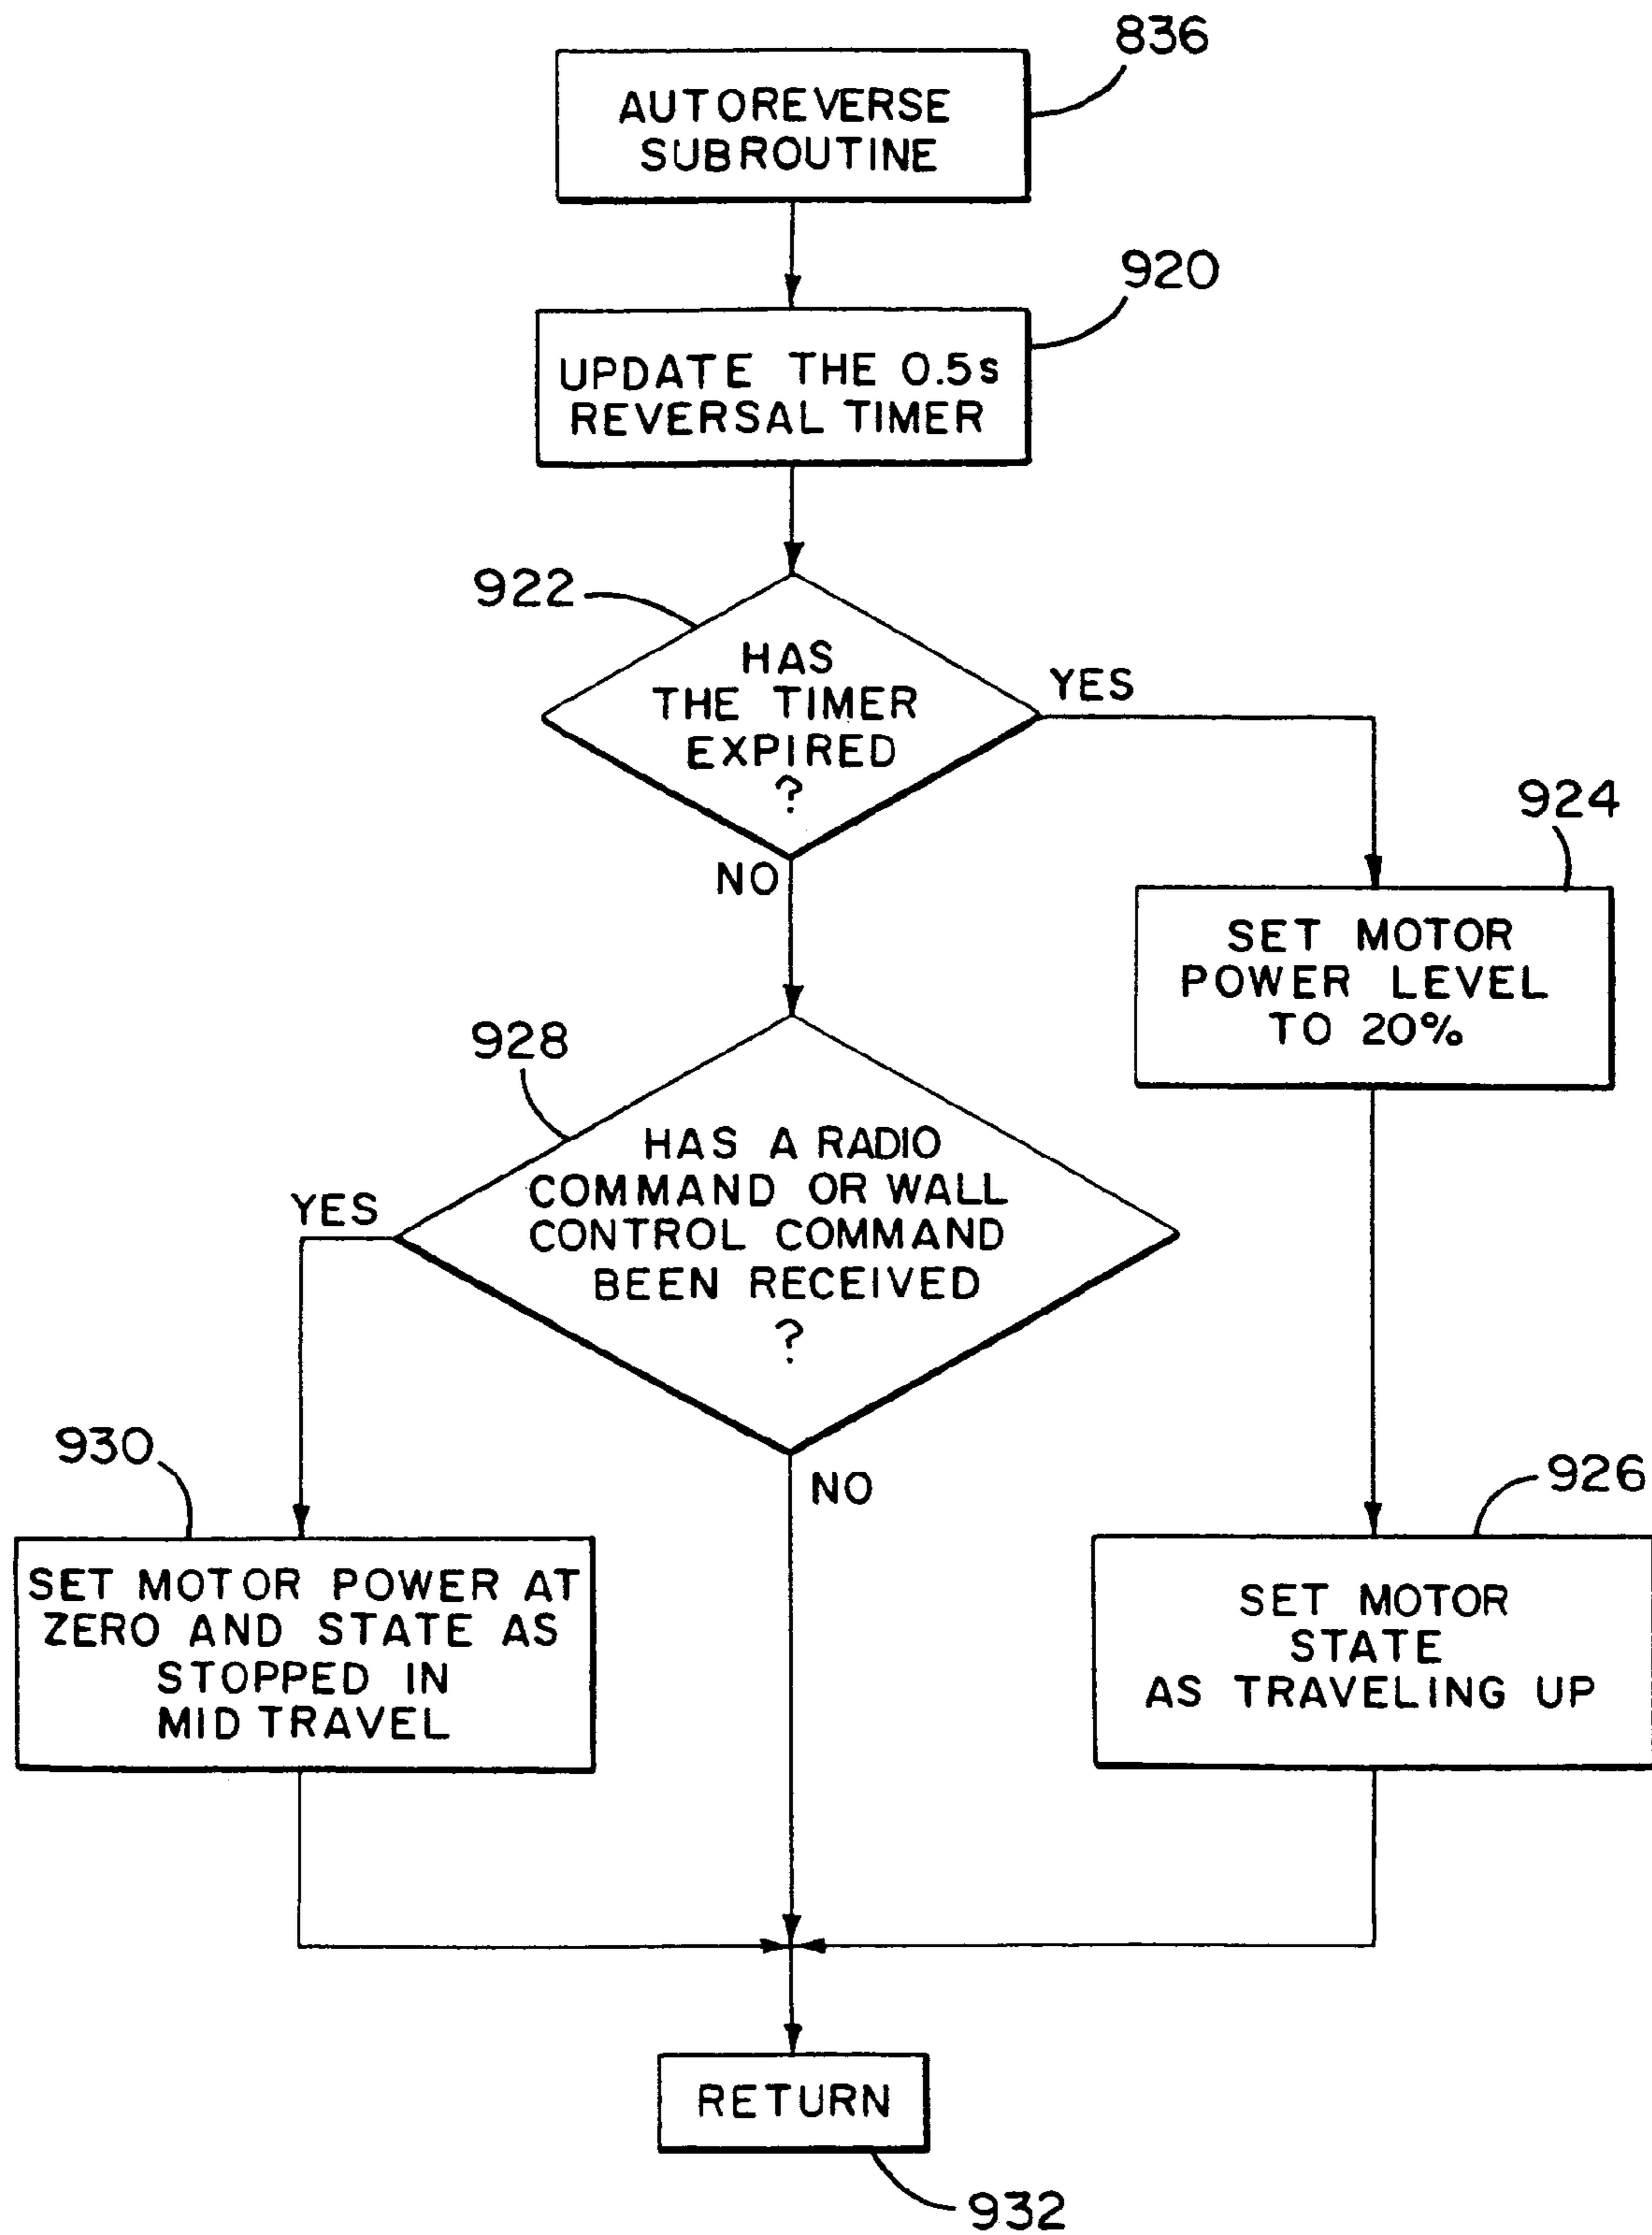 836
AUTOREVERSE
SUBROUTINE
920
UPDATE THE 0.5s
REVERSAL TIMER
922
HAS
THE TIMER
EXPIRED
?
YES
NO
924
SET MOTOR
POWER LEVEL
TO 20%
928
HAS A RADIO
COMMAND OR WALL
CONTROL COMMAND
BEEN RECEIVED
?
YES
NO
930
SET MOTOR POWER AT
ZERO AND STATE AS
STOPPED IN
MID TRAVEL
926
SET MOTOR
STATE
AS TRAVELING UP
RETURN
932